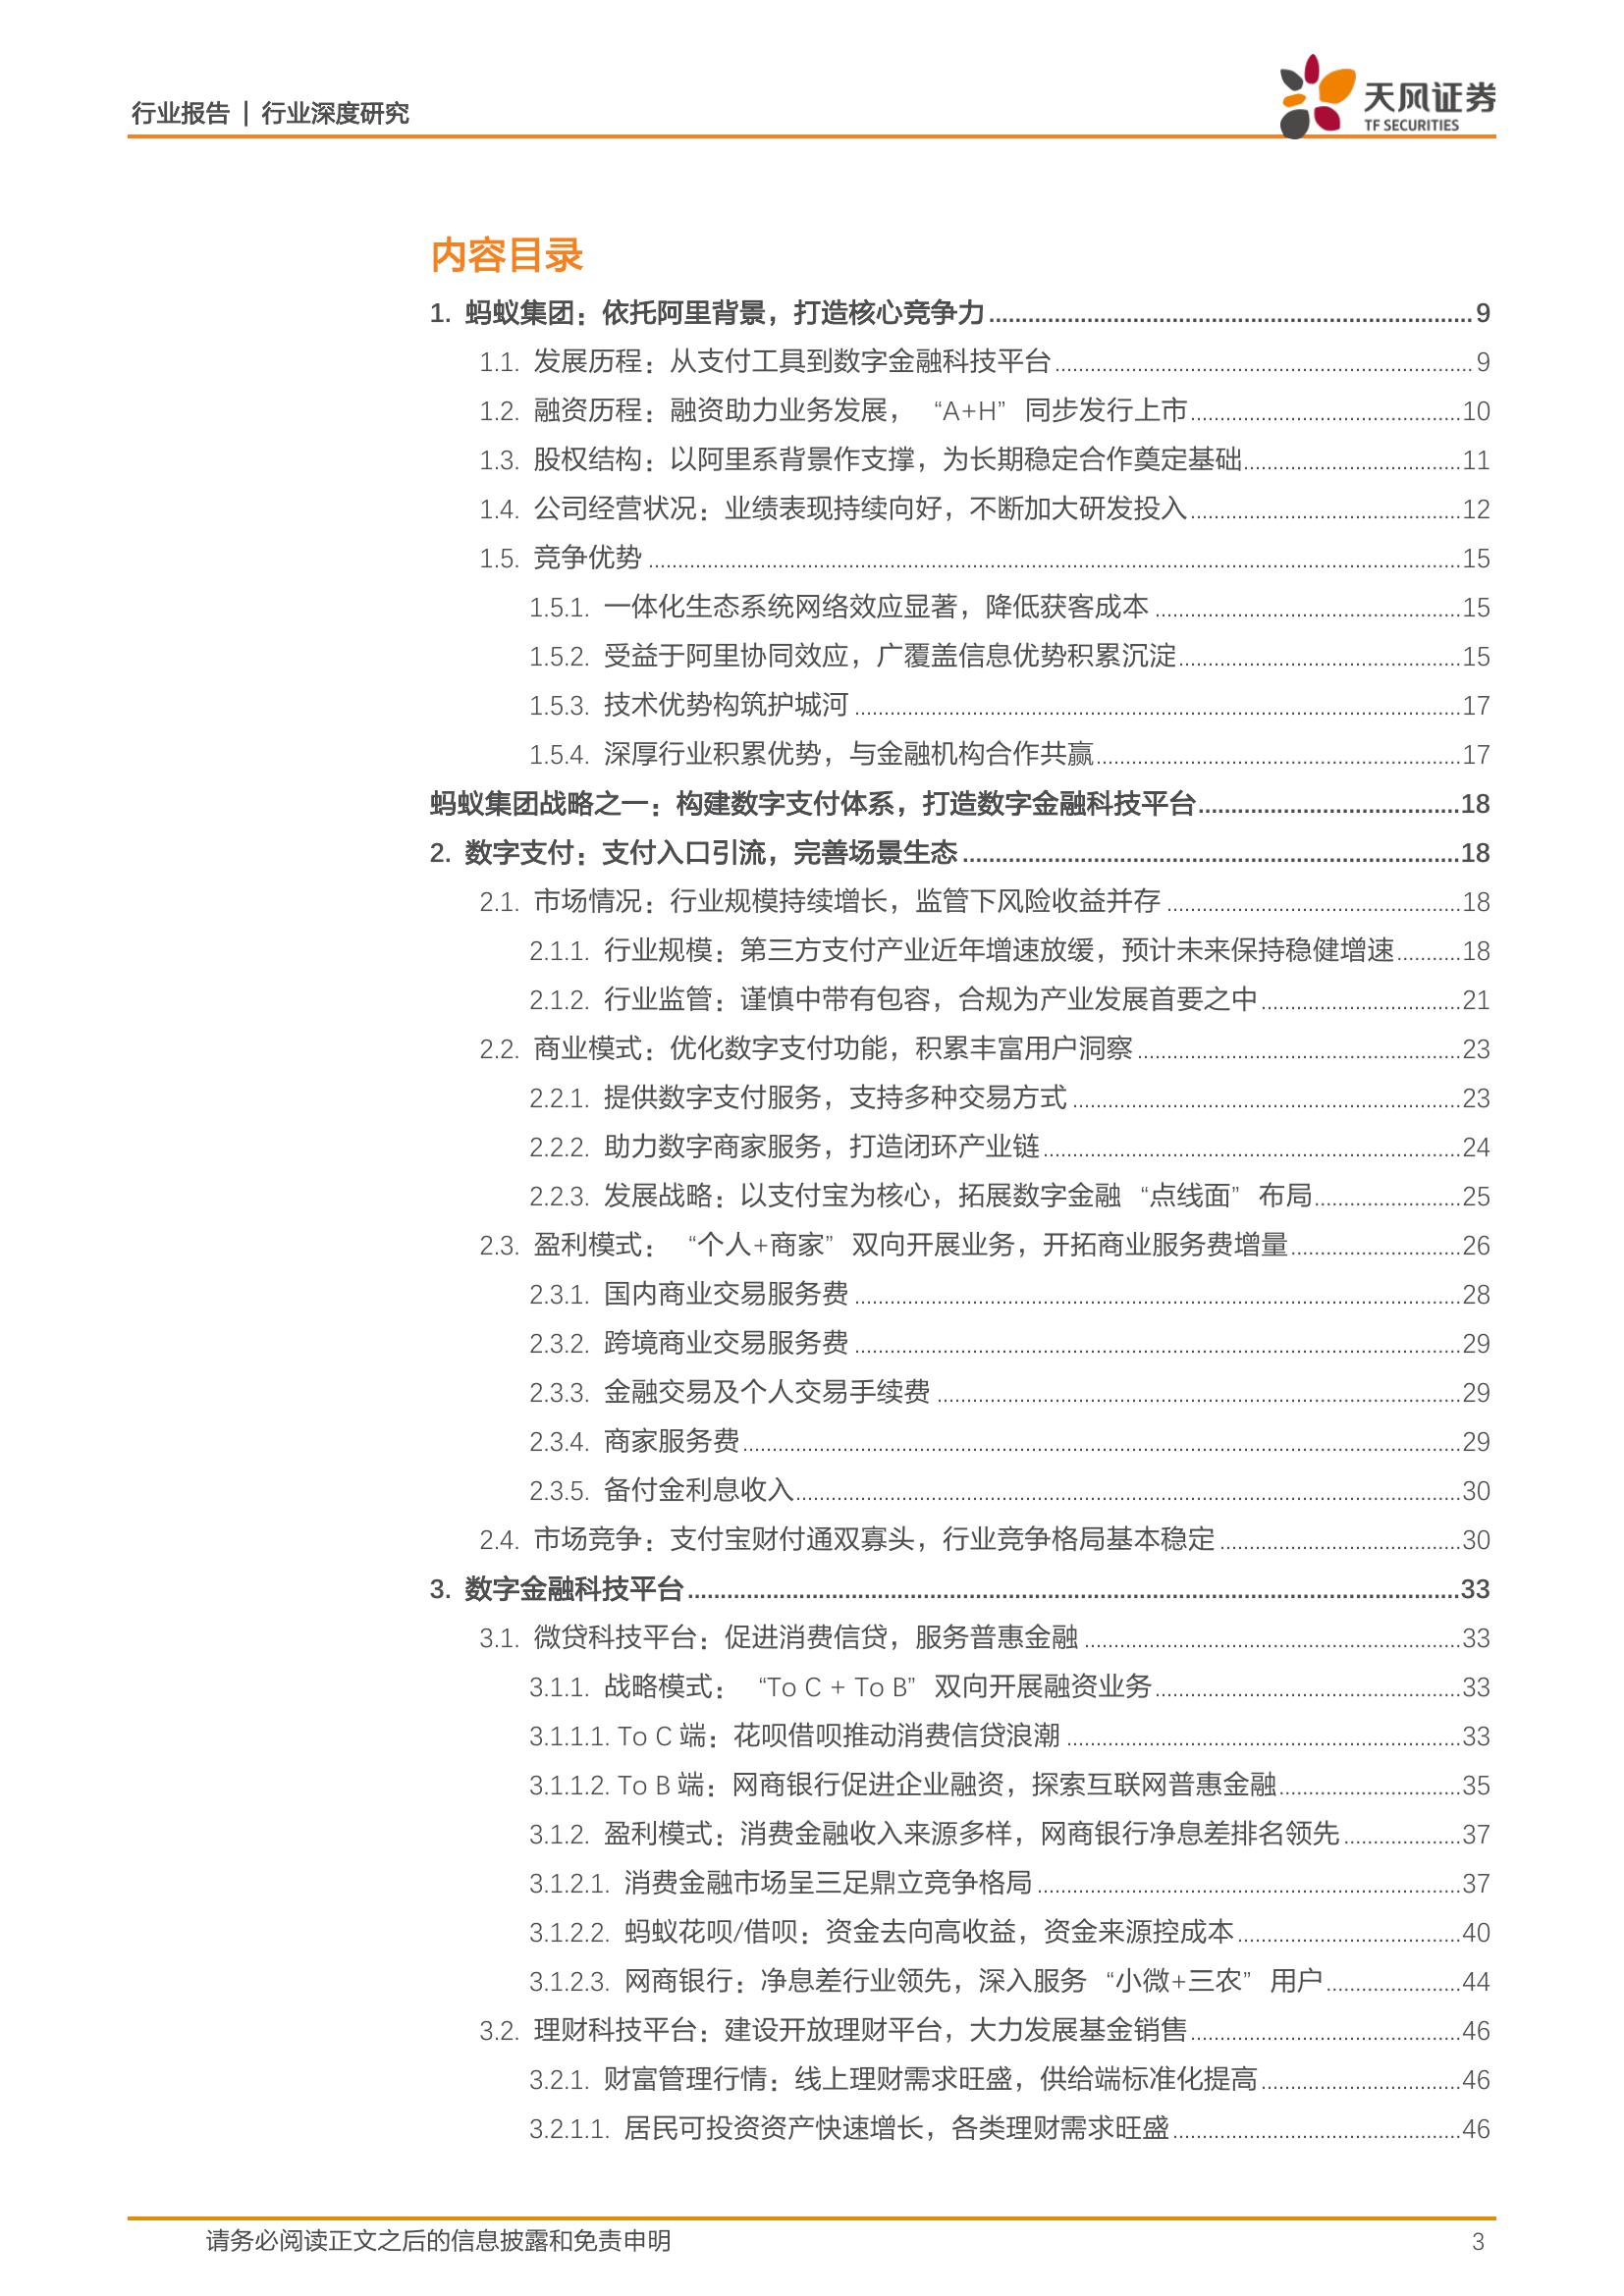 行业报告 | 行业深度研究
天风证券
TF SECURITIES
内容目录
1. 蚂蚁集团：依托阿里背景，打造核心竞争力 9
1.1. 发展历程：从支付工具到数字金融科技平台 9
1.2. 融资历程：融资助力业务发展，“A+H”同步发行上市 10
1.3. 股权结构：以阿里系背景作支撑，为长期稳定合作奠定基础 11
1.4. 公司经营状况：业绩表现持续向好，不断加大研发投入 12
1.5. 竞争优势 15
1.5.1. 一体化生态系统网络效应显著，降低获客成本 15
1.5.2. 受益于阿里协同效应，广覆盖信息优势积累沉淀 15
1.5.3. 技术优势构筑护城河 17
1.5.4. 深厚行业积累优势，与金融机构合作共赢 17
蚂蚁集团战略之一：构建数字支付体系，打造数字金融科技平台 18
2. 数字支付：支付入口引流，完善场景生态 18
2.1. 市场情况：行业规模持续增长，监管下风险收益并存 18
2.1.1. 行业规模：第三方支付产业近年增速放缓，预计未来保持稳健增速 18
2.1.2. 行业监管：谨慎中带有包容，合规为产业发展首要之中 21
2.2. 商业模式：优化数字支付功能，积累丰富用户洞察 23
2.2.1. 提供数字支付服务，支持多种交易方式 23
2.2.2. 助力数字商家服务，打造闭环产业链 24
2.2.3. 发展战略：以支付宝为核心，拓展数字金融“点线面”布局 25
2.3. 盈利模式：“个人+商家”双向开展业务，开拓商业服务费增量 26
2.3.1. 国内商业交易服务费 28
2.3.2. 跨境商业交易服务费 29
2.3.3. 金融交易及个人交易手续费 29
2.3.4. 商家服务费 29
2.3.5. 备付金利息收入 30
2.4. 市场竞争：支付宝财付通双寡头，行业竞争格局基本稳定 30
3. 数字金融科技平台 33
3.1. 微贷科技平台：促进消费信贷，服务普惠金融 33
3.1.1. 战略模式：“To C + To B”双向开展融资业务 33
3.1.1.1. To C 端：花呗借呗推动消费信贷浪潮 33
3.1.1.2. To B 端：网商银行促进企业融资，探索互联网普惠金融 35
3.1.2. 盈利模式：消费金融收入来源多样，网商银行净息差排名领先 37
3.1.2.1. 消费金融市场呈三足鼎立竞争格局 37
3.1.2.2. 蚂蚁花呗/借呗：资金去向高收益，资金来源控成本 40
3.1.2.3. 网商银行：净息差行业领先，深入服务“小微+三农”用户 44
3.2. 理财科技平台：建设开放理财平台，大力发展基金销售 46
3.2.1. 财富管理行情：线上理财需求旺盛，供给端标准化提高 46
3.2.1.1. 居民可投资资产快速增长，各类理财需求旺盛 46
请务必阅读正文之后的信息披露和免责申明 3